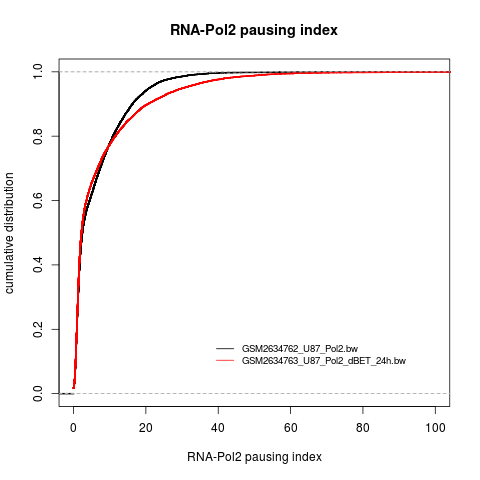 RNA-Pol2 pausing index
cumulative distribution
1.0
0.8
0.6
0.4
0.2
0.0
GSM2634762_U87_Pol2.bw
GSM2634763_U87_Pol2_dBET_24h.bw
0 20 40 60 80 100
RNA-Pol2 pausing index